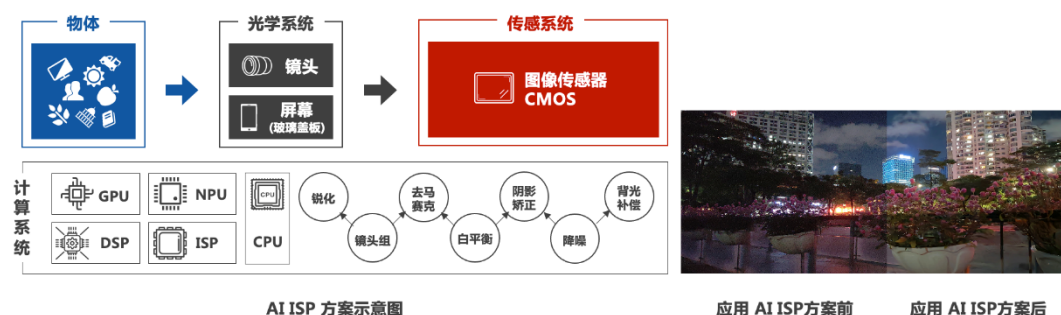 物体
光学系统
传感系统
镜头
屏幕
(玻璃盖板)
图像传感器
CMOS
计算系统
GPU
NPU
CPU
DSP
ISP
CPU
锐化
去马
赛克
阴影
矫正
背光
补偿
镜头组
白平衡
降噪
AI ISP 方案示意图
应用 AI ISP方案前
应用 AI ISP方案后